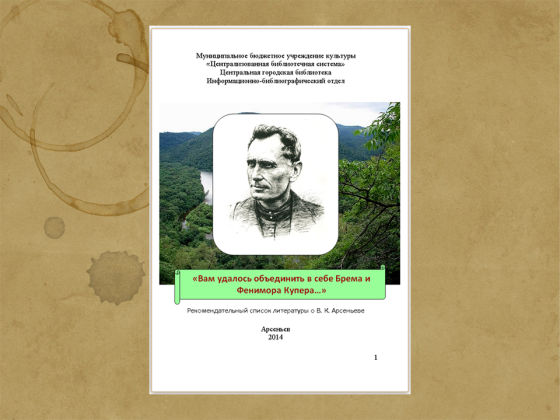 Муниципальное бюджетное учреждение культуры
«Централизованная библиотечная система»
Центральная городская библиотека
Информационно-библиографический отдел
«Вам удалось объединить в себе Брема и
Фенимора Купера...»
Рекомендательный список литературы о В. К. Арсеньеве
Арсеньев
2014
1